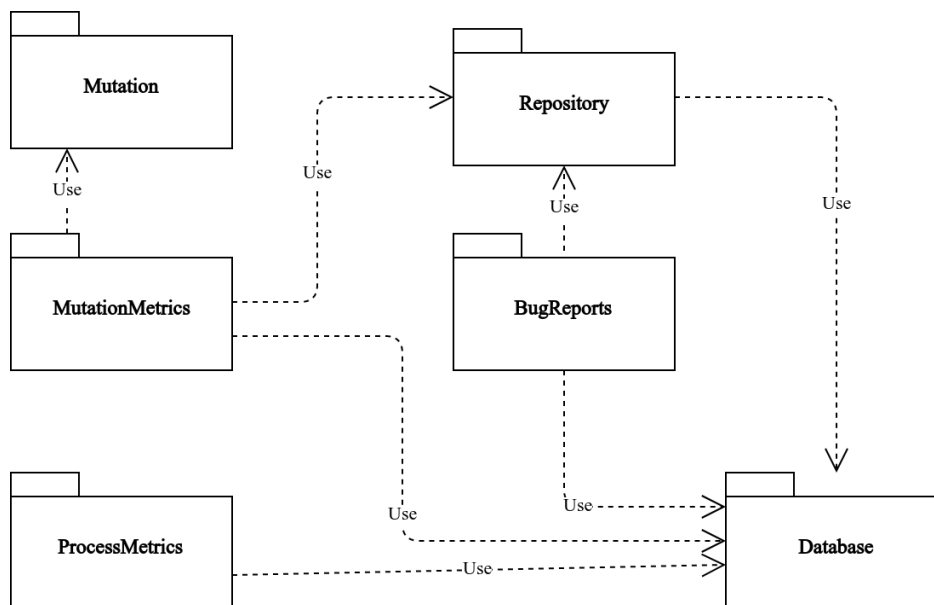 Mutation
Repository
Use
Use
Use
Use
MutationMetrics
BugReports
Use
Use
ProcessMetrics
Database
Use